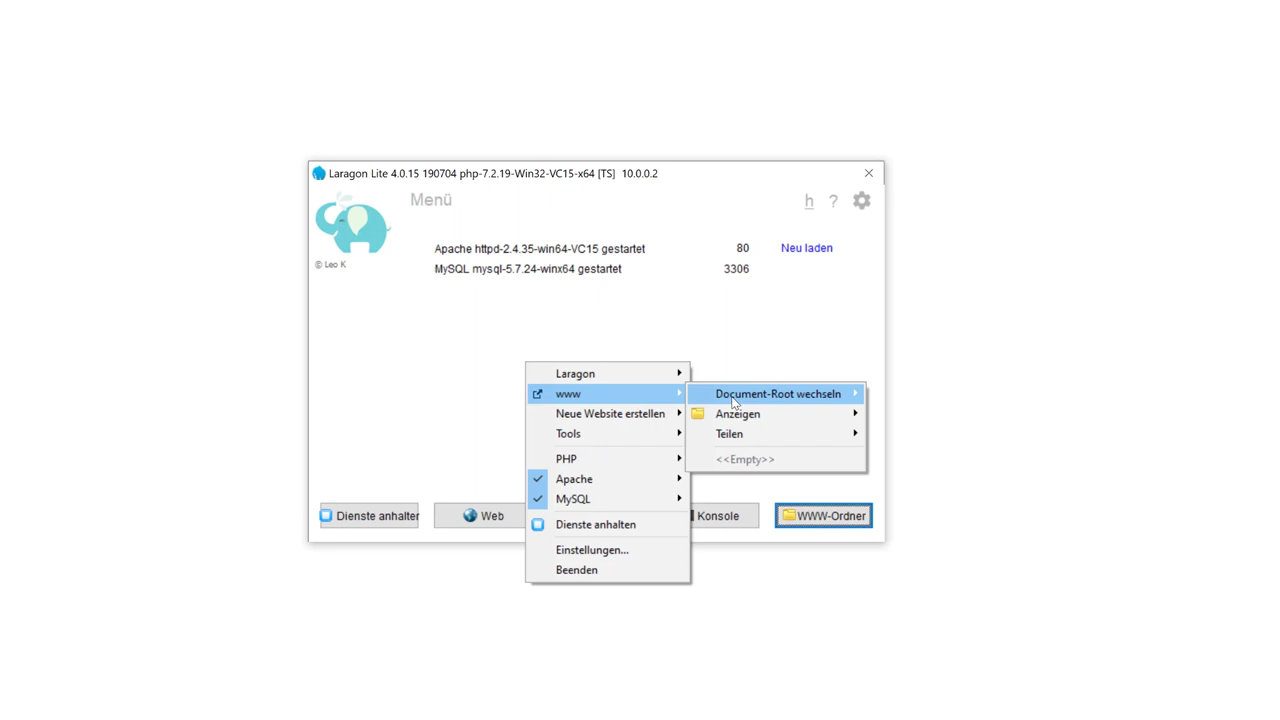 Laragon Lite 4.0.15 190704 php-7.2.19-Win32-VC15-x64 [TS] 10.0.0.2
Menü
h ?
© Leo K
Apache httpd-2.4.35-win64-VC15 gestartet 80 Neu laden
MySQL mysql-5.7.24-winx64 gestartet 3306
Laragon
www
Neue Website erstellen
Tools
PHP
Apache
MySQL
Dienste anhalten
Einstellungen...
Beenden
Document-Root wechseln
Anzeigen
Teilen
<<Empty>>
Dienste anhalten
Web
Konsole
WWW-Ordner